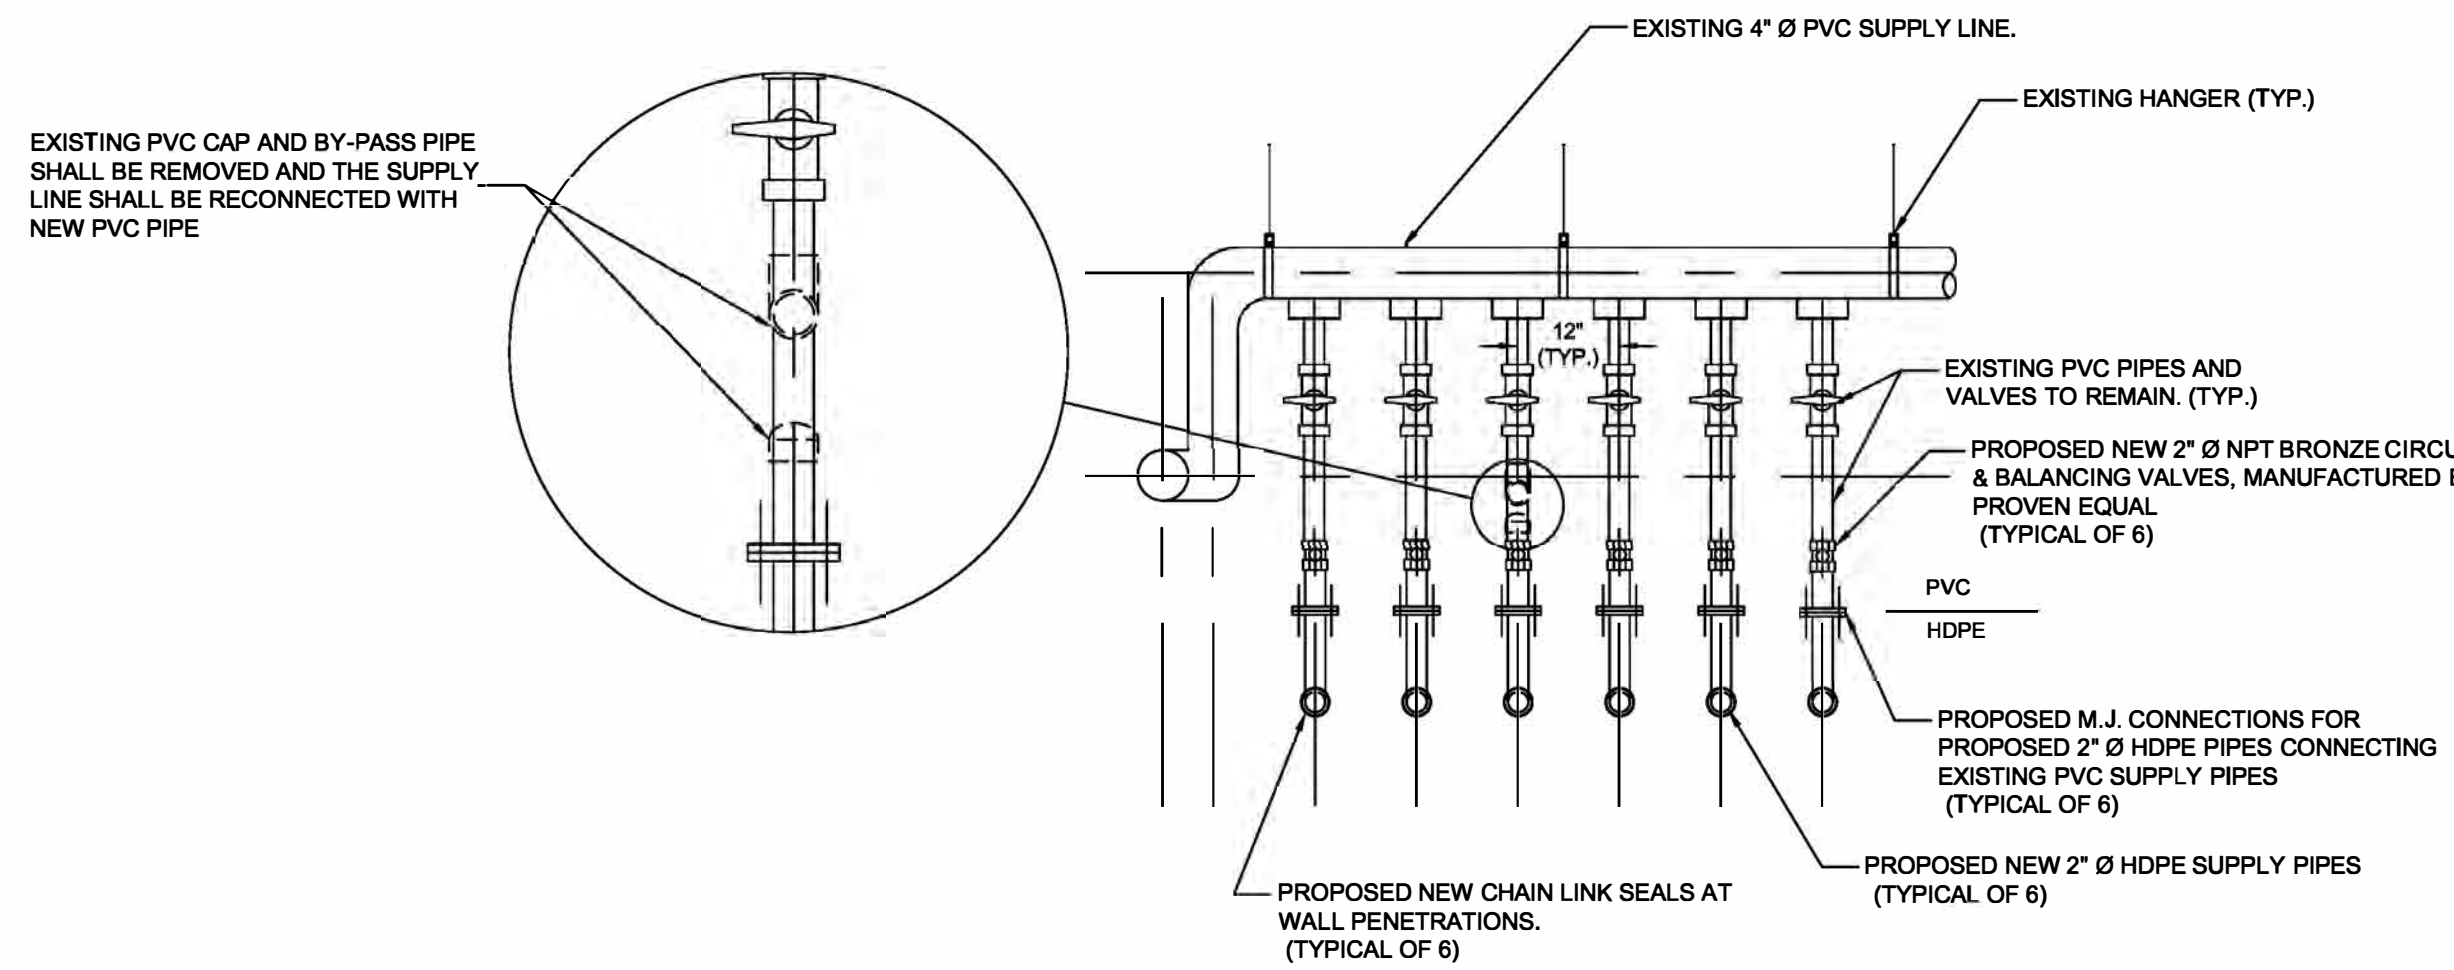 EXISTING 4" Ø PVC SUPPLY LINE.
EXISTING HANGER (TYP.)
EXISTING PVC CAP AND BY-PASS PIPE
SHALL BE REMOVED AND THE SUPPLY
LINE SHALL BE RECONNECTED WITH
NEW PVC PIPE
12"
(TYP.)
EXISTING PVC PIPES AND
VALVES TO REMAIN. (TYP.)
PROPOSED NEW 2" Ø NPT BRONZE
& BALANCING VALVES, MANUFACTURED
PROVEN EQUAL
(TYPICAL OF 6)
PVC
HDPE
PROPOSED M.J. CONNECTIONS FOR
PROPOSED 2" Ø HDPE PIPES CONNECTING
EXISTING PVC SUPPLY PIPES
(TYPICAL OF 6)
PROPOSED NEW 2" Ø HDPE SUPPLY PIPES
(TYPICAL OF 6)
PROPOSED NEW CHAIN LINK SEALS AT
WALL PENETRATIONS.
(TYPICAL OF 6)